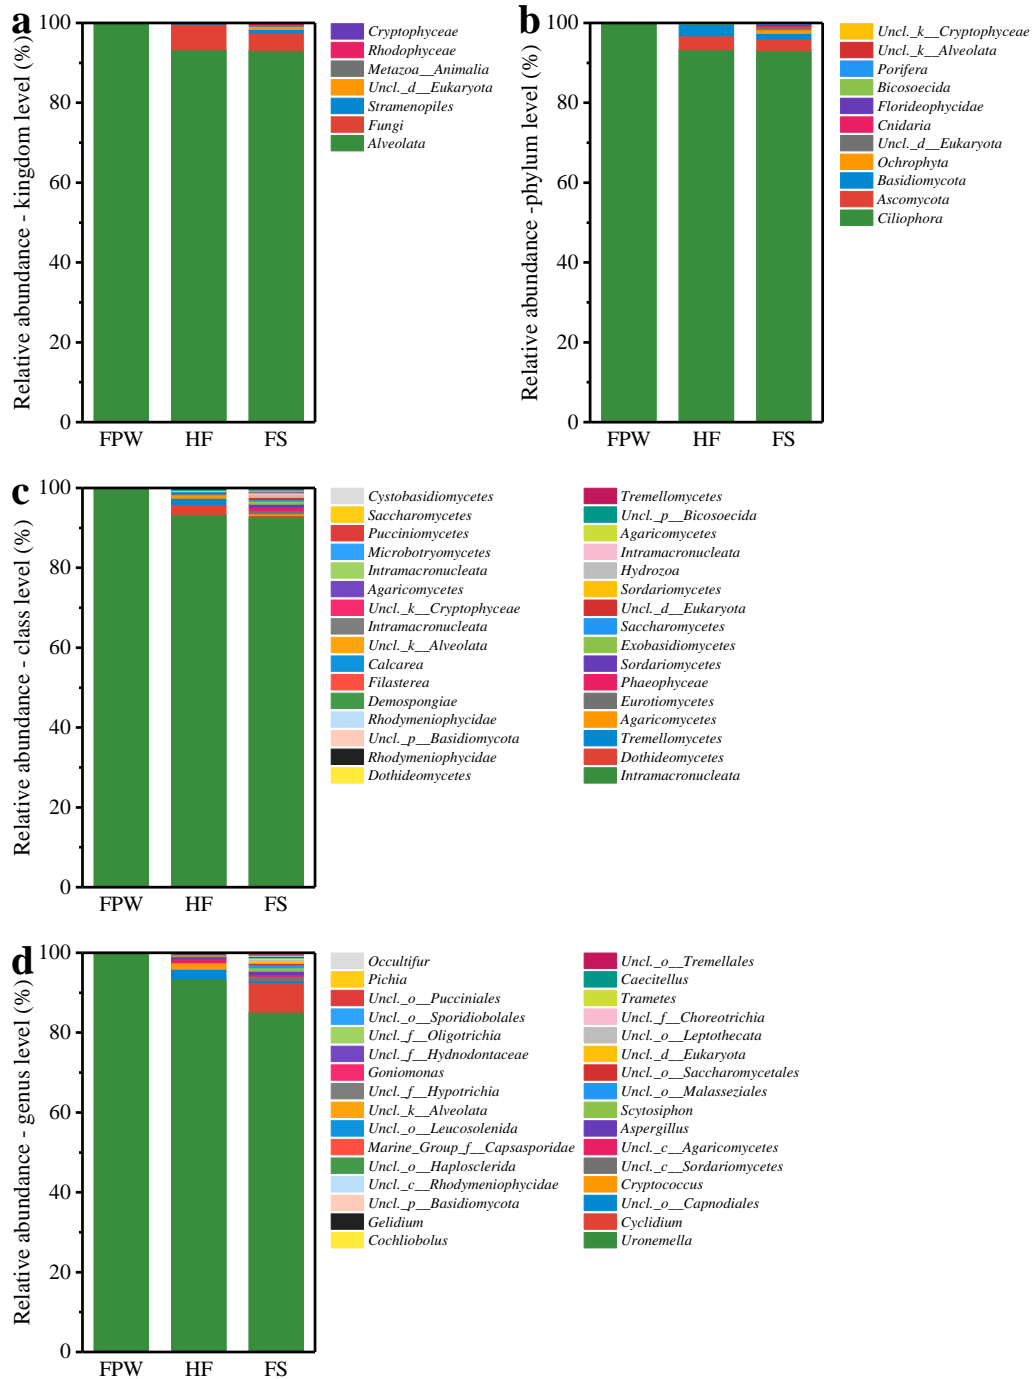 a
Relative abundance - kingdom level (%)
100
80
60
40
20
0
FPW HF FS
Cryptophyceae
Rhodophyceae
Metazoa__Animalia
Uncl._d__Eukaryota
Stramenopiles
Fungi
Alveolata
b
Relative abundance -phylum level (%)
100
80
60
40
20
0
FPW HF FS
Uncl._k__Cryptophyceae
Uncl._k__Alveolata
Porifera
Bicosoecida
Florideophycidae
Cnidaria
Uncl._d__Eukaryota
Ochrophyta
Basidiomycota
Ascomycota
Ciliophora
c
Relative abundance - class level (%)
100
80
60
40
20
0
FPW HF FS
Cystobasidiomycetes
Saccharomycetes
Pucciniomycetes
Microbotryomycetes
Intramacronucleata
Agaricomycetes
Uncl._k__Cryptophyceae
Intramacronucleata
Uncl._k__Alveolata
Calcarea
Filasterea
Demospongiae
Rhodymeniophycidae
Uncl._p__Basidiomycota
Rhodymeniophycidae
Dothideomycetes
Tremellomycetes
Uncl._p__Bicosoecida
Agaricomycetes
Intramacronucleata
Hydrozoa
Sordariomycetes
Uncl._d__Eukaryota
Saccharomycetes
Exobasidiomycetes
Sordariomycetes
Phaeophyceae
Eurotiomycetes
Agaricomycetes
Tremellomycetes
Dothideomycetes
Intramacronucleata
d
Relative abundance - genus level (%)
100
80
60
40
20
0
FPW HF FS
Occultifur
Pichia
Uncl._o__Pucciniales
Uncl._o__Sporidiobolales
Uncl._f__Oligotrichia
Uncl._f__Hydnodontaceae
Goniomonas
Uncl._f__Hypotrichia
Uncl._k__Alveolata
Uncl._o__Leucosolenida
Marine_Group_f__Capsasporidae
Uncl._o__Haplosclerida
Uncl._c__Rhodymeniophycidae
Uncl._p__Basidiomycota
Gelidium
Cochliobolus
Uncl._o__Tremellales
Caecitellus
Trametes
Uncl._f__Choreotrichia
Uncl._o__Leptothecata
Uncl._d__Eukaryota
Uncl._o__Saccharomycetales
Uncl._o__Malasseziales
Scytosiphon
Aspergillus
Uncl._c__Agaricomycetes
Uncl._c__Sordariomycetes
Cryptococcus
Uncl._o__Capnodiales
Cyclidium
Uronemella